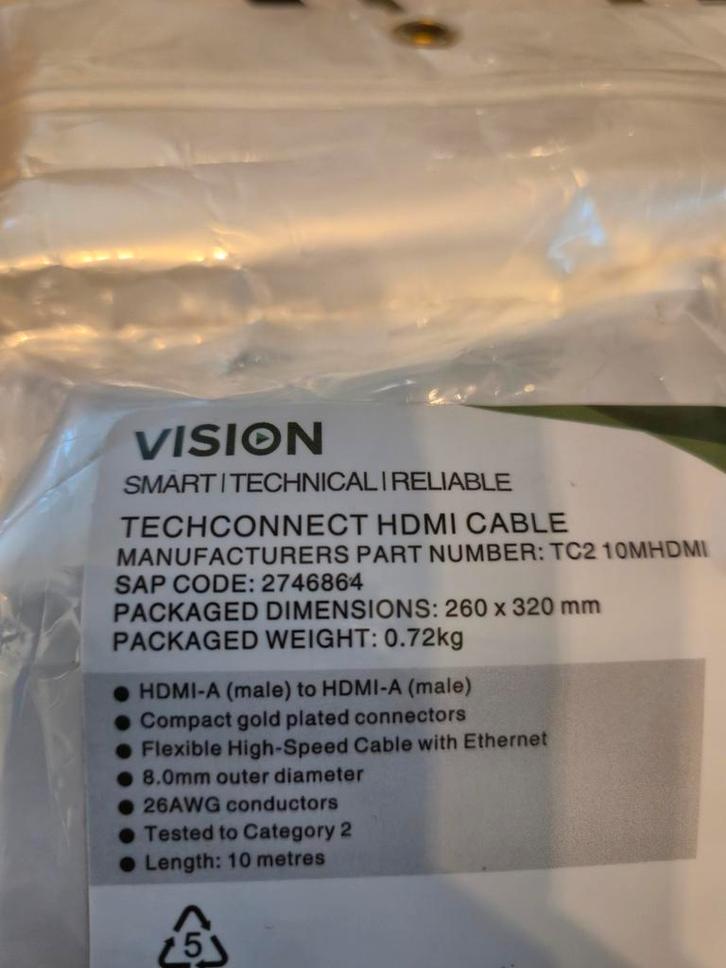 VISION
SMART | TECHNICAL | RELIABLE
TECHCONNECT HDMI CABLE
MANUFACTURERS PART NUMBER: TC2 10MHDMI
SAP CODE: 2746864
PACKAGED DIMENSIONS: 260 x 320 mm
PACKAGED WEIGHT: 0.72kg
● HDMI-A (male) to HDMI-A (male)
● Compact gold plated connectors
● Flexible High-Speed Cable with Ethernet
● 8.0mm outer diameter
● 26AWG conductors
● Tested to Category 2
● Length: 10 metres
5